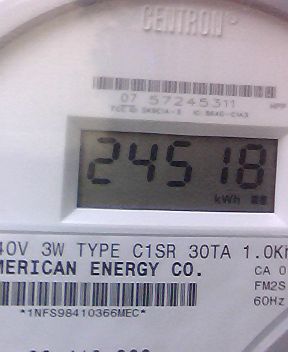 CENTRON
07 57245311
24518
kWh
40V 3W TYPE C1SR 30TA 1.0Kh
MERICAN ENERGY CO.
CA 0
FM2S
60Hz
*1NFS98410366MEC*